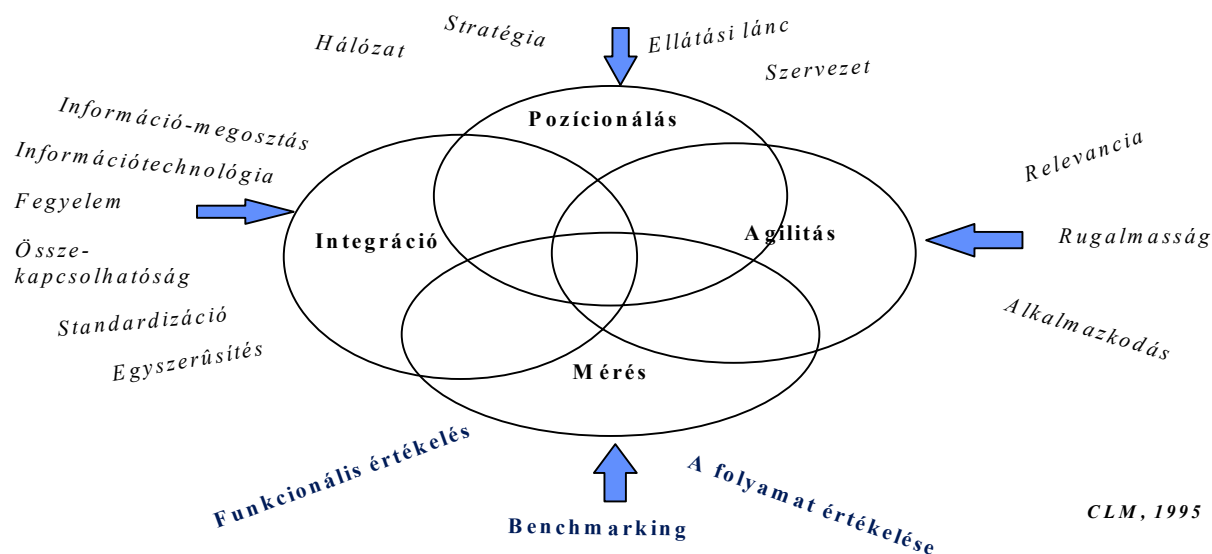 Hálózat
Stratégia
Ellátási lánc
Szervezet
Pozícionálás
Információ-megosztás
Információtechnológia
Fegyelem
Össze-
kapcsolhatóság
Standardizáció
Egyszerûsítés
Integráció
Agilitás
Relevancia
Rugalmasság
Alkalmazkodás
Mérés
Funkcionális értékelés
Benchmarking
A folyamat értékelése
CLM, 1995